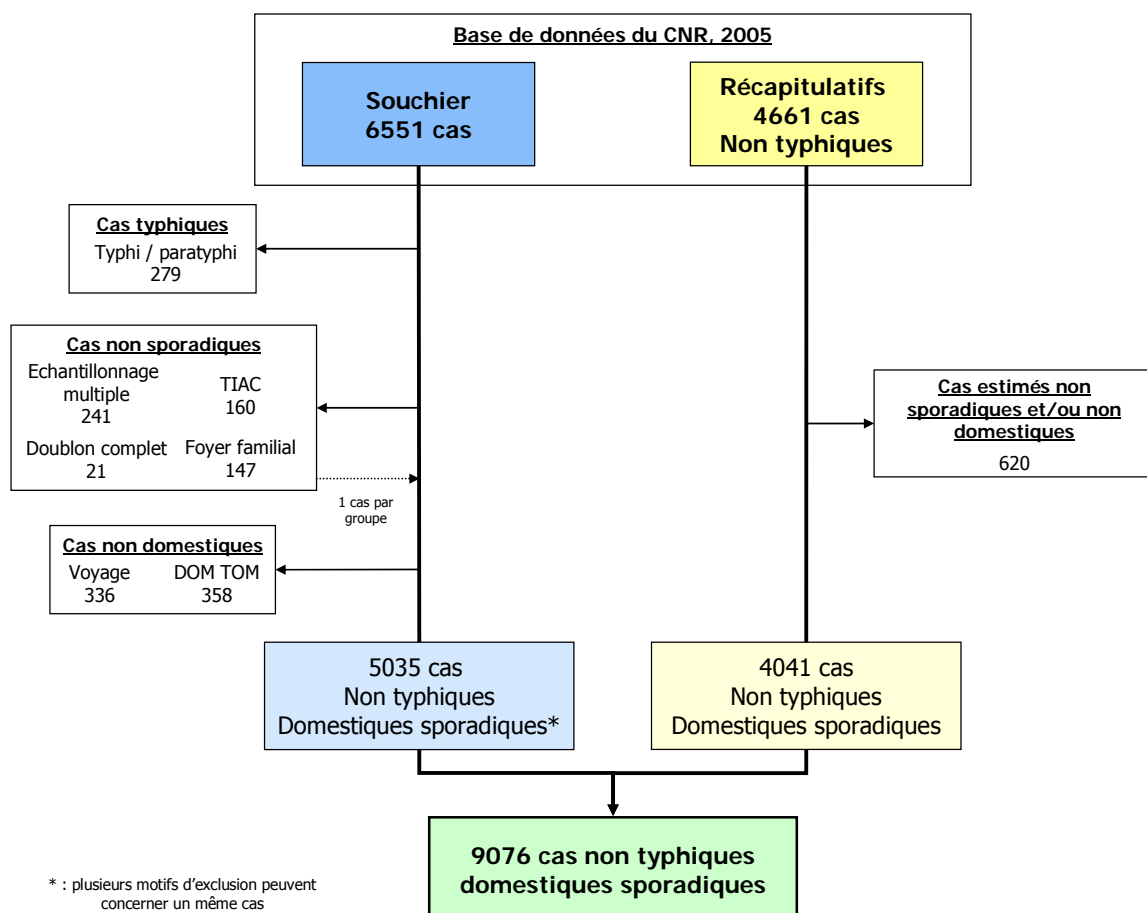 Base de données du CNR, 2005
Souchier
6551 cas
Récapitulatifs
4661 cas
Non typhiques
Cas typhiques
Typhi / paratyphi
279
Cas non sporadiques
Echantillonnage
multiple
241
TIAC
160
Doublon complet
21
Foyer familial
147
1 cas par
groupe
Cas estimés non
sporadiques et/ou non
domestiques
620
Cas non domestiques
Voyage
336
DOM TOM
358
5035 cas
Non typhiques
Domestiques sporadiques*
4041 cas
Non typhiques
Domestiques sporadiques
9076 cas non typhiques
domestiques sporadiques
* : plusieurs motifs d'exclusion peuvent
concerner un même cas